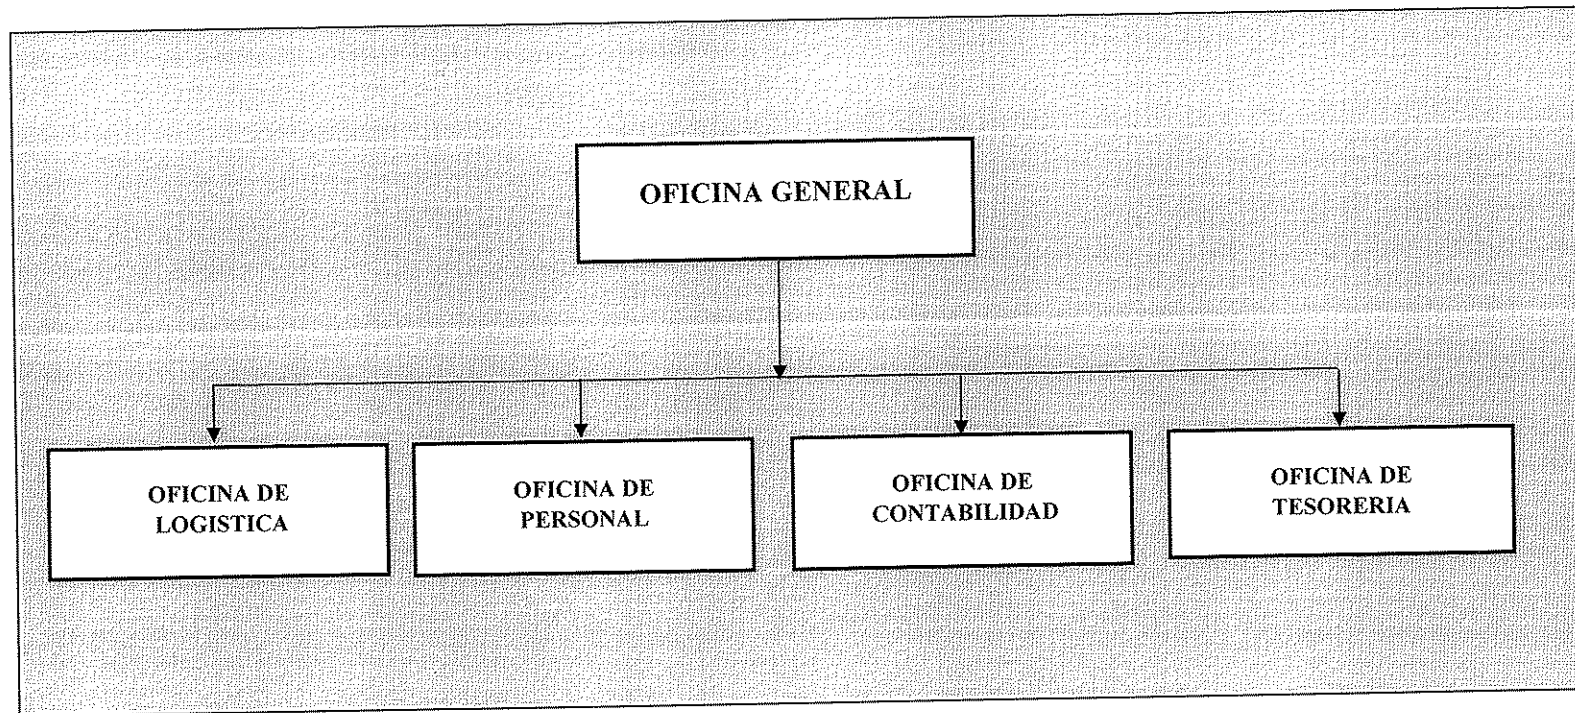 OFICINA GENERAL
OFICINA DE
LOGISTICA
OFICINA DE
PERSONAL
OFICINA DE
CONTABILIDAD
OFICINA DE
TESORERIA